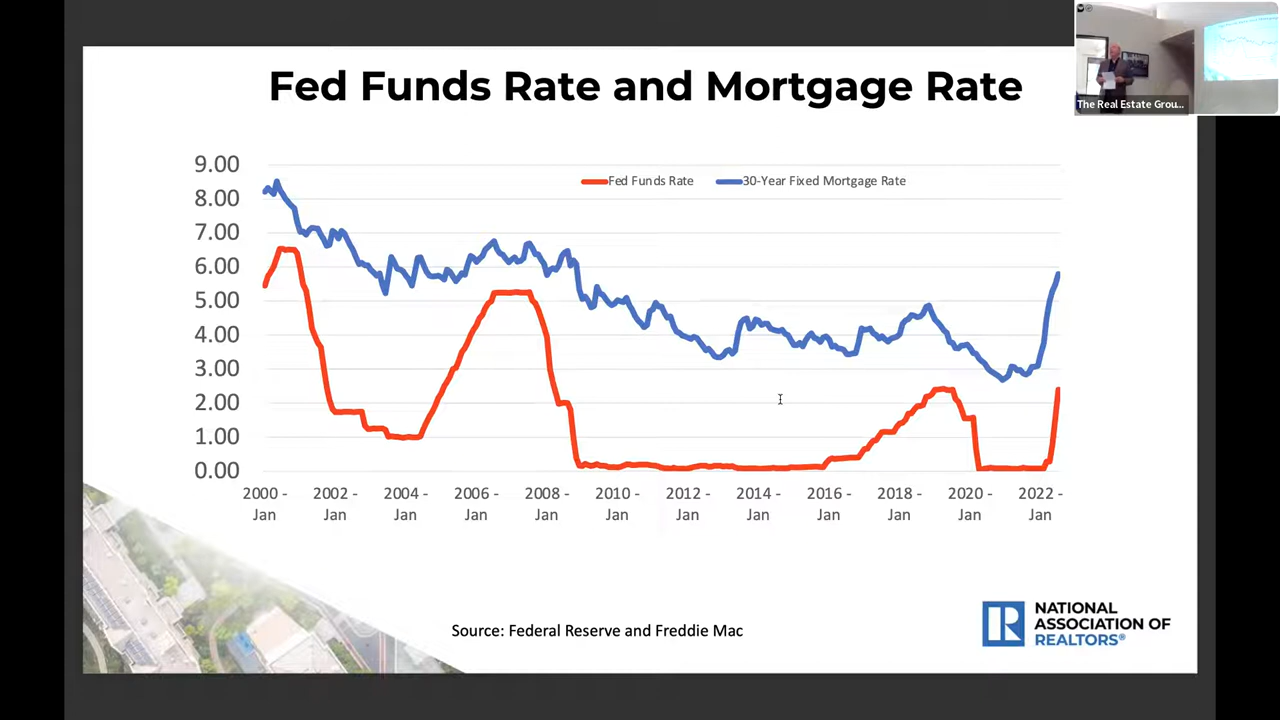 Fed Funds Rate and Mortgage Rate
The Real Estate Grou...
Fed Funds Rate
30-Year Fixed Mortgage Rate
9.00
8.00
7.00
6.00
5.00
4.00
3.00
2.00
1.00
0.00
2000 -
Jan
2002 -
Jan
2004 -
Jan
2006 -
Jan
2008 -
Jan
2010 -
Jan
2012 -
Jan
2014 -
Jan
2016 -
Jan
2018 -
Jan
2020 -
Jan
2022 -
Jan
Source: Federal Reserve and Freddie Mac
R
NATIONAL
ASSOCIATION OF
REALTORS®